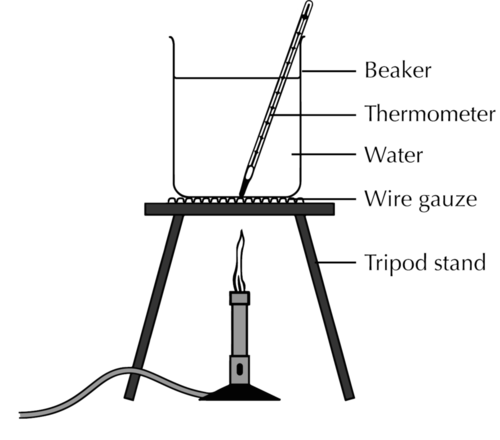 Beaker
Thermometer
Water
Wire gauze
Tripod stand